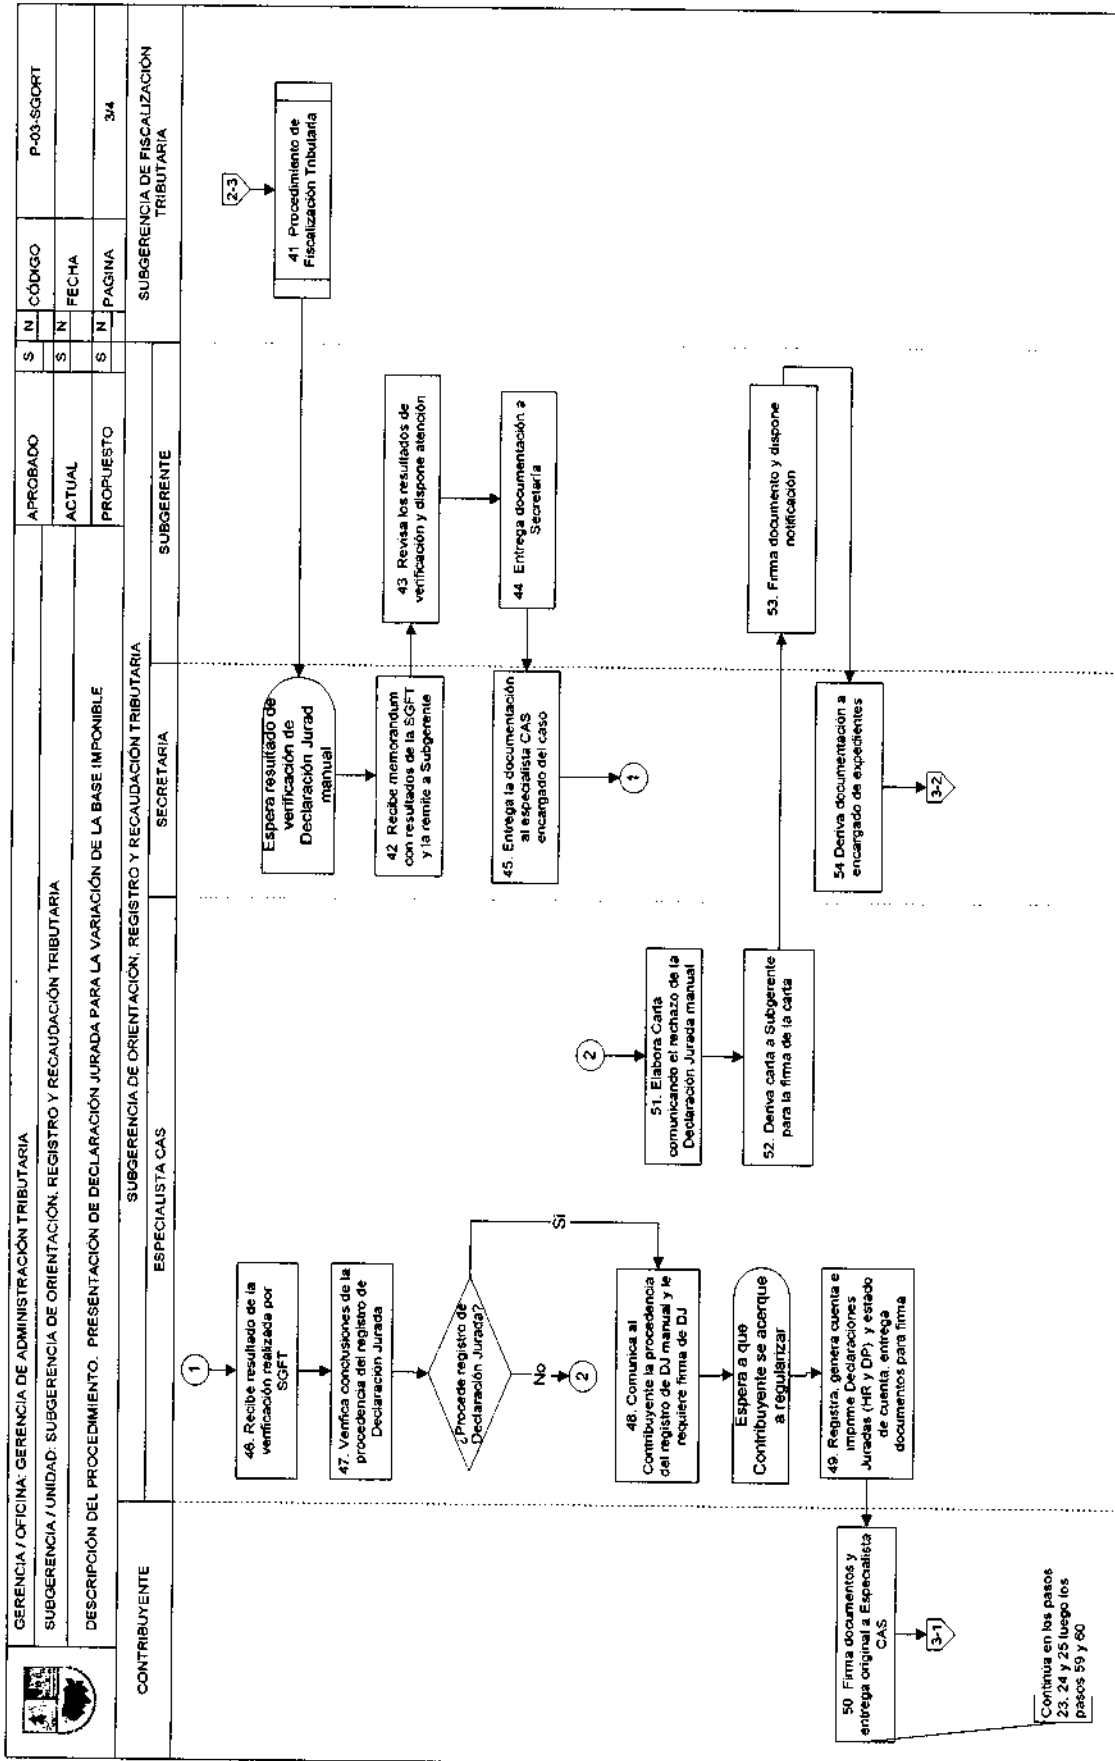 GERENCIA / OFICINA: GERENCIA DE ADMINISTRACIÓN TRIBUTARIA
APROBADO
S N
CÓDIGO
P-03-SGORT
SUBGERENCIA / UNIDAD: SUBGERENCIA DE ORIENTACIÓN, REGISTRO Y RECAUDACIÓN TRIBUTARIA
ACTUAL
S N
FECHA
DESCRIPCIÓN DEL PROCEDIMIENTO. PRESENTACIÓN DE DECLARACIÓN JURADA PARA LA VARIACIÓN DE LA BASE IMPONIBLE
PROPUESTO
S N
PAGINA
3/4
CONTRIBUYENTE
SUBGERENCIA DE ORIENTACIÓN, REGISTRO Y RECAUDACIÓN TRIBUTARIA
ESPECIALISTA CAS
SECRETARIA
SUBGERENTE
SUBGERENCIA DE FISCALIZACIÓN
TRIBUTARIA
2-3
41 Procedimiento de
Fiscalización Tributaria
Espera resultado de
verificación de
Declaración Jurad
manual
42 Recibe memorandum
con resultados de la SGFT
y la remite a Subgerente
43 Revisa los resultados de
verificación y dispone atención
44 Entrega documentación a
Secretaría
45. Entrega la documentación
al especialista CAS
encargado del caso
1
1
46. Recibe resultado de la
verificación realizada por
SGFT
47. Verifica conclusiones de la
procedencia del registro de
Declaración Jurada
¿Procede registro de
Declaración Jurada?
Si
No
2
48. Comunica al
Contribuyente la procedencia
del registro de DJ manual y le
requiere firma de DJ
Espera a que
Contribuyente se acerque
a regularizar
49. Registra, genera cuenta e
imprime Declaraciones
Juradas (HR y DP) y estado
de cuenta, entrega
documentos para firma
50 Firma documentos y
entrega original a Especialista
CAS
3-1
Continúa en los pasos
23, 24 y 25 luego los
pasos 59 y 60
2
51. Elabora Carta
comunicando el rechazo de la
Declaración Jurada manual
52. Deriva carta a Subgerente
para la firma de la carta
53. Firma documento y dispone
notificación
54 Deriva documentación a
encargado de expedientes
3-2